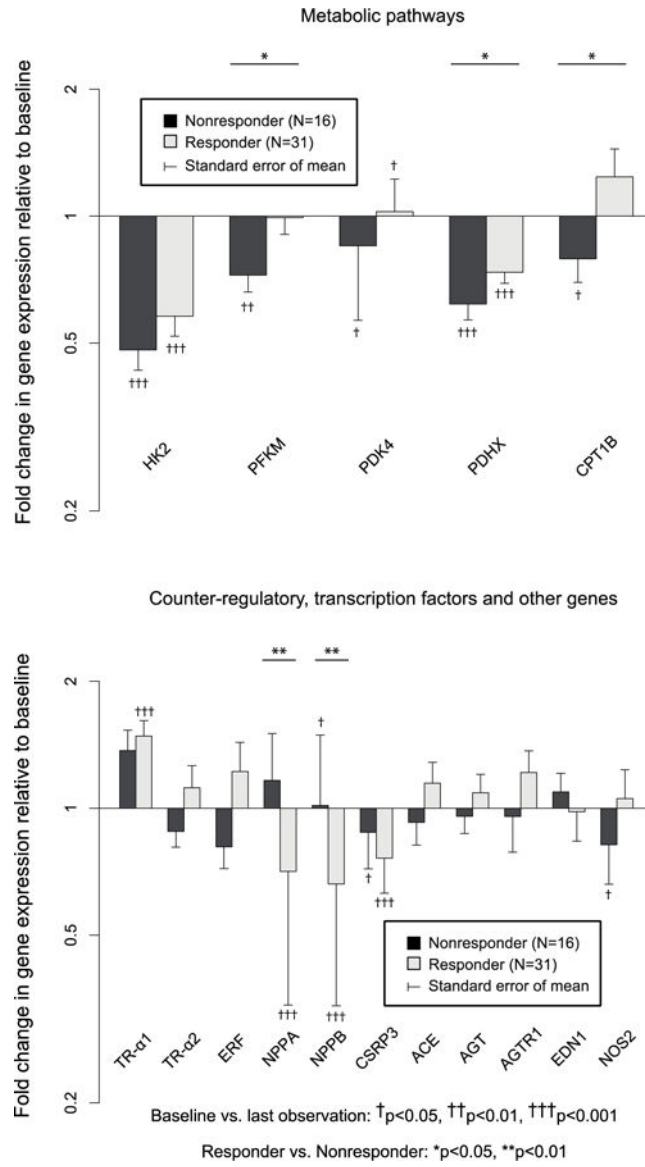 Metabolic pathways
* * *
Fold change in gene expression relative to baseline
2
1
0.5
0.2
Nonresponder (N=16)
Responder (N=31)
Standard error of mean
†††
†††
††
†
†
†††
†††
†
HK2
PFKM
PDK4
PDHX
CPT1B
Counter-regulatory, transcription factors and other genes
** **
Fold change in gene expression relative to baseline
2
1
0.5
0.2
†††
†
†
†††
†
†††
†††
Nonresponder (N=16)
Responder (N=31)
Standard error of mean
TR-α1
TR-α2
ERF
NPPA
NPPB
CSRP3
ACE
AGT
AGTR1
EDN1
NOS2
Baseline vs. last observation: †p<0.05, ††p<0.01, †††p<0.001
Responder vs. Nonresponder: *p<0.05, **p<0.01